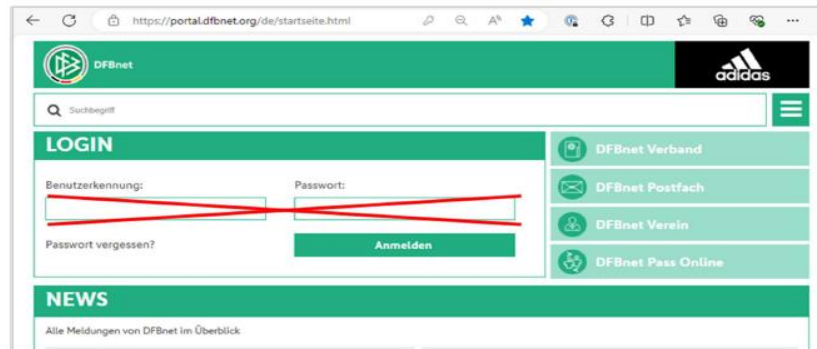 https://portal.dfbnet.org/de/startseite.html
DFBnet
adidas
Suchbegriff
LOGIN
Benutzerkennung:
Passwort:
Passwort vergessen?
Anmelden
DFBnet Verband
DFBnet Postfach
DFBnet Verein
DFBnet Pass Online
NEWS
Alle Meldungen von DFBnet im Überblick